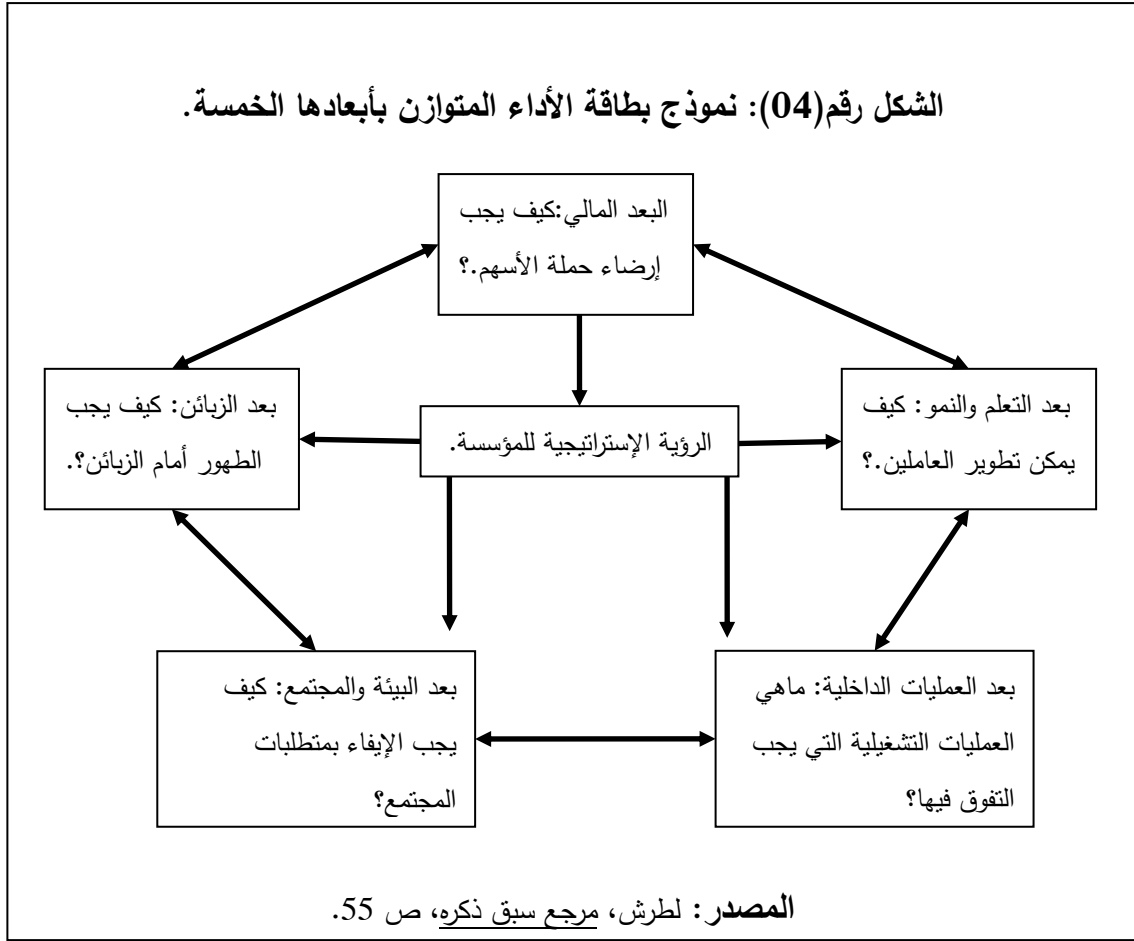 الشكل رقم(04): نموذج بطاقة الأداء المتوازن بأبعادها الخمسة.
البعد المالي:كيف يجب
إرضاء حملة الأسهم.؟
بعد التعلم والنمو: كيف
يمكن تطوير العاملين.؟
الرؤية الإستراتيجية للمؤسسة.
بعد الزبائن: كيف يجب
الطهور أمام الزبائن؟.
بعد العمليات الداخلية: ماهي
العمليات التشغيلية التي يجب
التفوق فيها؟
بعد البيئة والمجتمع: كيف
يجب الإيفاء بمتطلبات
المجتمع؟
المصدر: لطرش، مرجع سبق ذكره، ص 55.